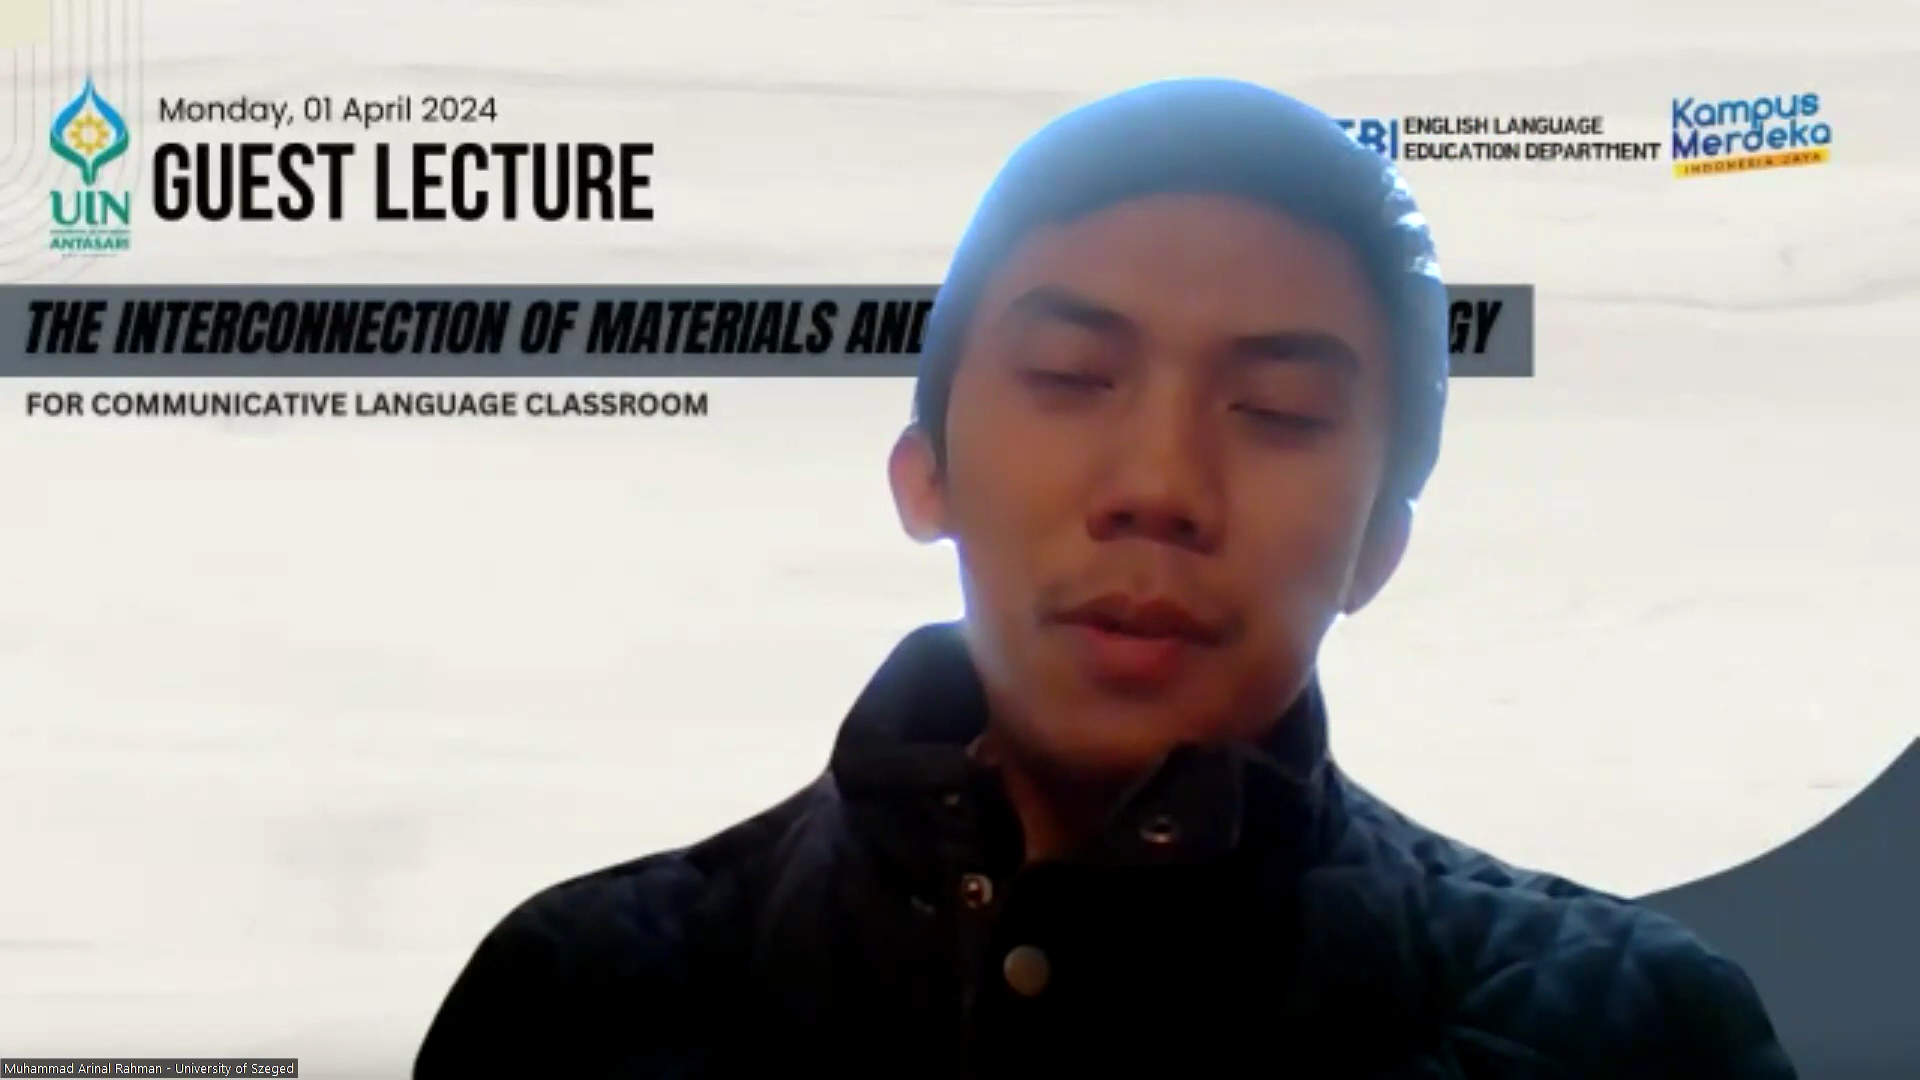 Monday, 01 April 2024
GUEST LECTURE
UIN
ANTASARI
ENGLISH LANGUAGE
EDUCATION DEPARTMENT
Kampus
Merdeka
INDONESIA JAYA
THE INTERCONNECTION OF MATERIALS AND
FOR COMMUNICATIVE LANGUAGE CLASSROOM
Muhammad Arinal Rahman - University of Szeged